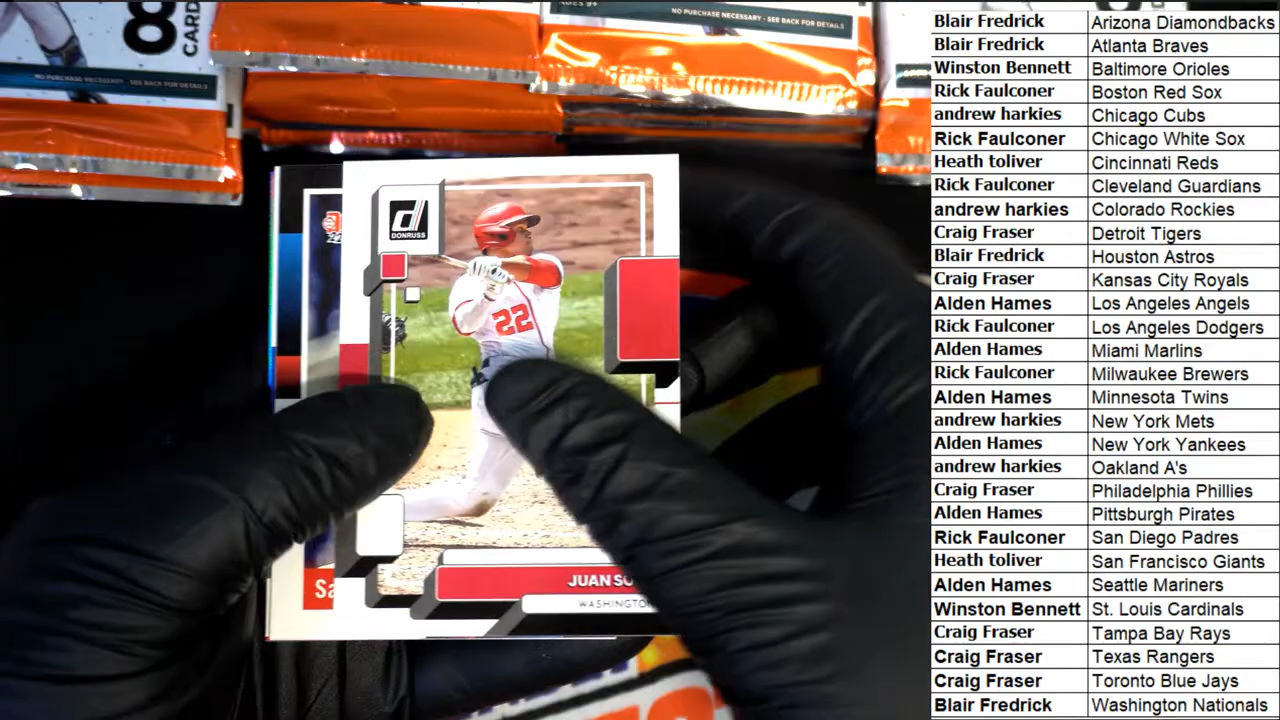 AGES 9+
NO PURCHASE NECESSARY - SEE BACK FOR DETAILS
8
CARDS
NO PURCHASE NECESSARY - SEE BACK FOR DETAILS
d
DONRUSS
22
JUAN SO
WASHINGTO
Sa
Blair Fredrick Arizona Diamondbacks
Blair Fredrick Atlanta Braves
Winston Bennett Baltimore Orioles
Rick Faulconer Boston Red Sox
andrew harkies Chicago Cubs
Rick Faulconer Chicago White Sox
Heath toliver Cincinnati Reds
Rick Faulconer Cleveland Guardians
andrew harkies Colorado Rockies
Craig Fraser Detroit Tigers
Blair Fredrick Houston Astros
Craig Fraser Kansas City Royals
Alden Hames Los Angeles Angels
Rick Faulconer Los Angeles Dodgers
Alden Hames Miami Marlins
Rick Faulconer Milwaukee Brewers
Alden Hames Minnesota Twins
andrew harkies New York Mets
Alden Hames New York Yankees
andrew harkies Oakland A's
Craig Fraser Philadelphia Phillies
Alden Hames Pittsburgh Pirates
Rick Faulconer San Diego Padres
Heath toliver San Francisco Giants
Alden Hames Seattle Mariners
Winston Bennett St. Louis Cardinals
Craig Fraser Tampa Bay Rays
Craig Fraser Texas Rangers
Craig Fraser Toronto Blue Jays
Blair Fredrick Washington Nationals